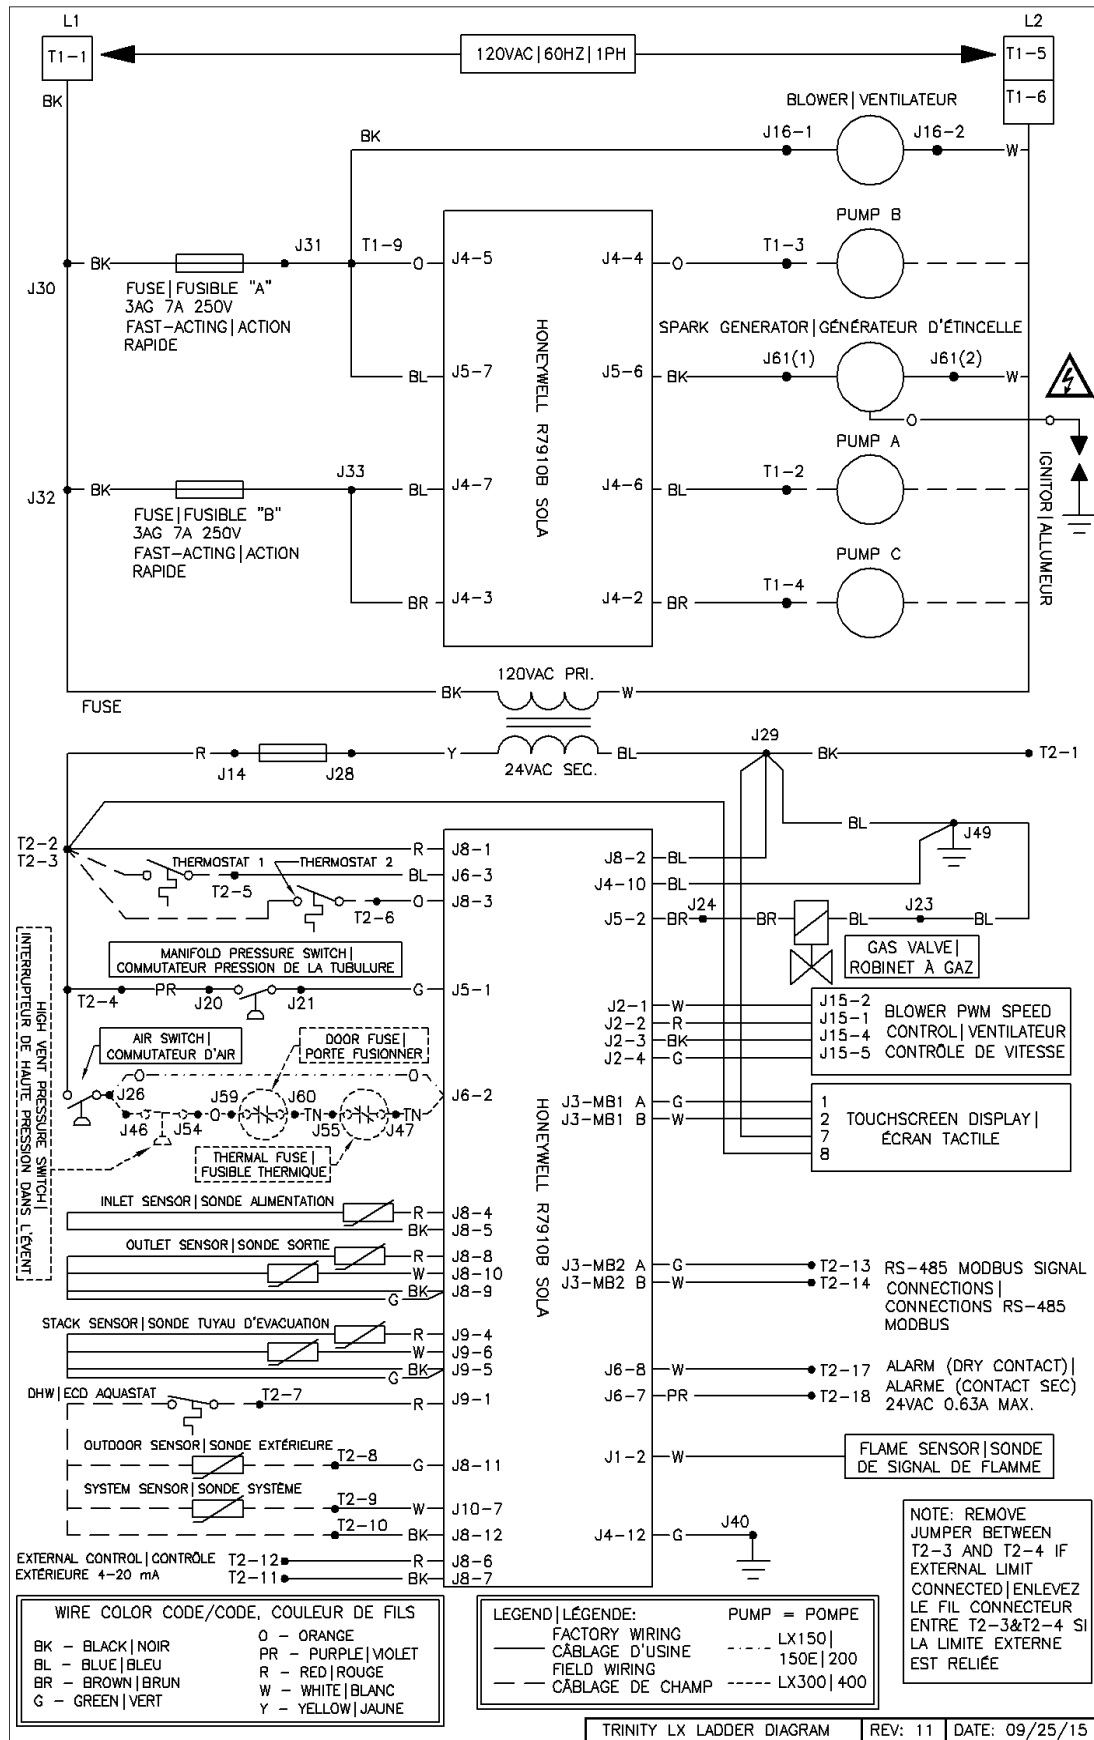 L1
L2
T1-1
120VAC|60HZ|1PH
T1-5
T1-6
BK
BLOWER|VENTILATEUR
BK
J16-1
J16-2
W
PUMP B
J31
T1-9
J4-5
J4-4
T1-3
BK
O
O
J30
FUSE|FUSIBLE "A"
3AG 7A 250V
FAST-ACTING|ACTION
RAPIDE
HONEYWELL R7910B SOLA
SPARK GENERATOR|GÉNÉRATEUR D'ÉTINCELLE
J61(1)
J61(2)
BL
J5-7
J5-6
BK
W
O
PUMP A
IGNITOR|ALLUMEUR
J33
T1-2
J32
BK
BL
J4-7
J4-6
BL
FUSE|FUSIBLE "B"
3AG 7A 250V
FAST-ACTING|ACTION
RAPIDE
PUMP C
T1-4
BR
J4-3
J4-2
BR
120VAC PRI.
BK
W
FUSE
J29
R
Y
BL
BK
T2-1
J14
J28
24VAC SEC.
BL
J49
T2-2
T2-3
R
J8-1
J8-2
BL
THERMOSTAT 1
THERMOSTAT 2
BL
J6-3
J4-10
BL
T2-5
O
J8-3
J24
J23
T2-6
J5-2
BR
BR
BL
BL
MANIFOLD PRESSURE SWITCH|
COMMUTATEUR PRESSION DE LA TUBULURE
GAS VALVE|
ROBINET À GAZ
HIGH VENT PRESSURE SWITCH|
INTERRUPTEUR DE HAUTE PRESSION DANS L'ÉVENT
T2-4
PR
J20
J21
G
J5-1
J2-1
W
J15-2
J2-2
R
J15-1
J2-3
BK
J15-4
J2-4
G
J15-5
BLOWER PWM SPEED
CONTROL|VENTILATEUR
CONTRÔLE DE VITESSE
AIR SWITCH|
COMMUTATEUR D'AIR
DOOR FUSE|
PORTE FUSIONNER
O
J26
J59
J60
J6-2
J46
J54
O
TN
J55
TN
J47
THERMAL FUSE|
FUSIBLE THERMIQUE
HONEYWELL R7910B SOLA
J3-MB1 A
G
1
J3-MB1 B
W
2
7
8
TOUCHSCREEN DISPLAY|
ÉCRAN TACTILE
INLET SENSOR|SONDE ALIMENTATION
R
J8-4
BK
J8-5
OUTLET SENSOR|SONDE SORTIE
R
J8-8
W
J8-10
BK
J8-9
G
J3-MB2 A
G
T2-13
J3-MB2 B
W
T2-14
RS-485 MODBUS SIGNAL
CONNECTIONS|
CONNECTIONS RS-485
MODBUS
STACK SENSOR|SONDE TUYAU D'EVACUATION
R
J9-4
W
J9-6
BK
J9-5
G
J6-8
W
T2-17
J6-7
PR
T2-18
ALARM (DRY CONTACT)|
ALARME (CONTACT SEC)
24VAC 0.63A MAX.
DHW|ECD AQUASTAT
T2-7
R
J9-1
OUTDOOR SENSOR|SONDE EXTÉRIEURE
T2-8
G
J8-11
J1-2
W
FLAME SENSOR|SONDE
DE SIGNAL DE FLAMME
SYSTEM SENSOR|SONDE SYSTÈME
T2-9
W
J10-7
T2-10
BK
J8-12
J4-12
G
J40
EXTERNAL CONTROL|CONTRÔLE
EXTÉRIEURE 4-20 mA
T2-12
R
J8-6
T2-11
BK
J8-7
NOTE: REMOVE
JUMPER BETWEEN
T2-3 AND T2-4 IF
EXTERNAL LIMIT
CONNECTED|ENLEVEZ
LE FIL CONNECTEUR
ENTRE T2-3&T2-4 SI
LA LIMITE EXTERNE
EST RELIÉE
WIRE COLOR CODE/CODE, COULEUR DE FILS
BK - BLACK|NOIR
BL - BLUE|BLEU
BR - BROWN|BRUN
G - GREEN|VERT
O - ORANGE
PR - PURPLE|VIOLET
R - RED|ROUGE
W - WHITE|BLANC
Y - YELLOW|JAUNE
LEGEND|LÉGENDE:
PUMP = POMPE
FACTORY WIRING
CÂBLAGE D'USINE
FIELD WIRING
CÂBLAGE DE CHAMP
LX150|
150E|200
LX300|400
TRINITY LX LADDER DIAGRAM
REV: 11
DATE: 09/25/15